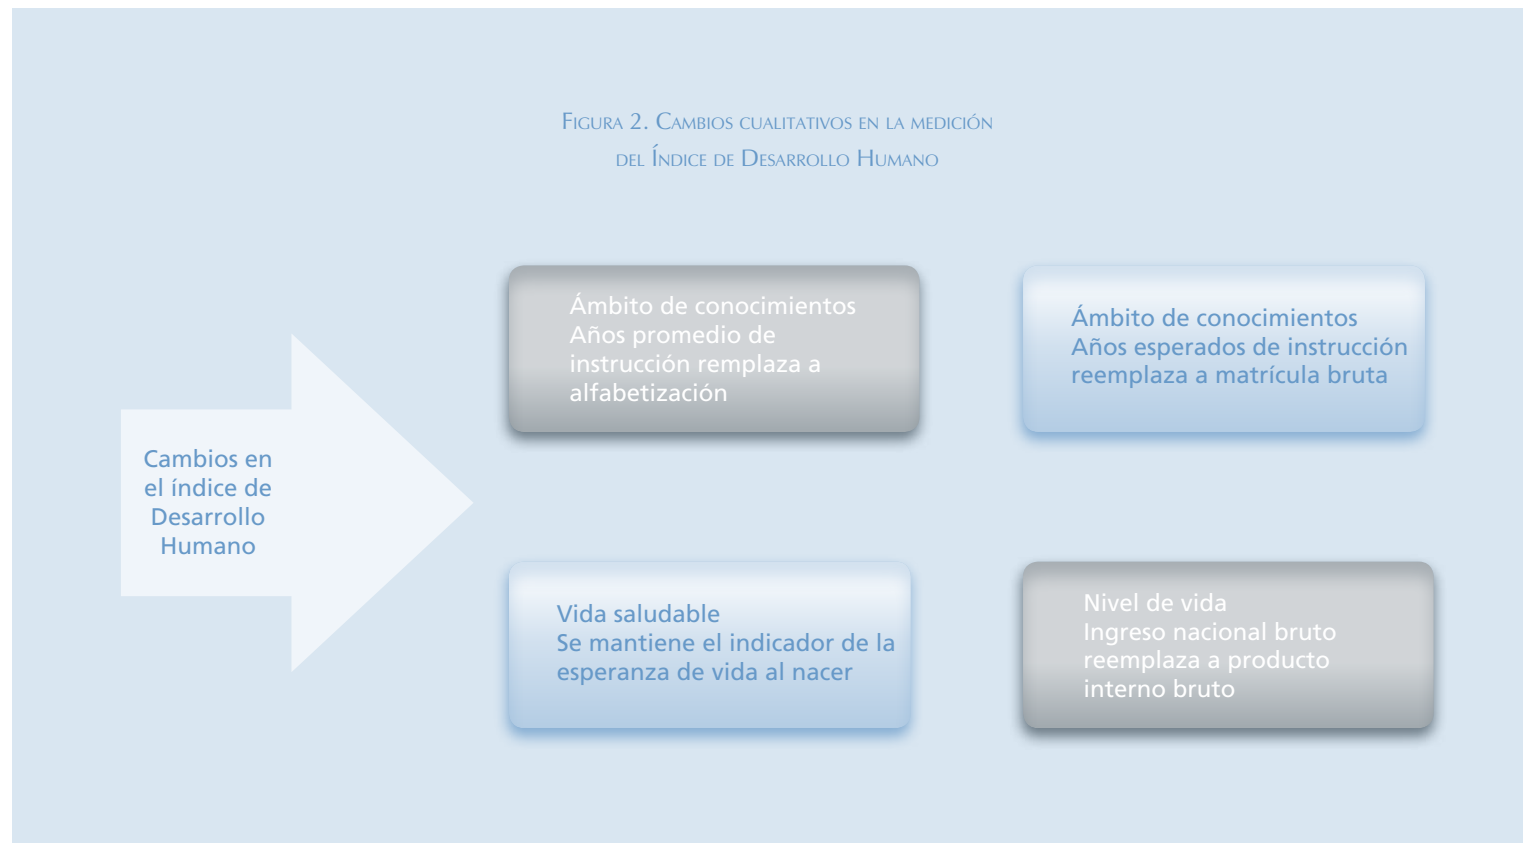 Figura 2. Cambios cualitativos en la medición
del Índice de Desarrollo Humano
Cambios en
el índice de
Desarrollo
Humano
Ámbito de conocimientos
Años promedio de
instrucción remplaza a
alfabetización
Ámbito de conocimientos
Años esperados de instrucción
reemplaza a matrícula bruta
Vida saludable
Se mantiene el indicador de la
esperanza de vida al nacer
Nivel de vida
Ingreso nacional bruto
reemplaza a producto
interno bruto